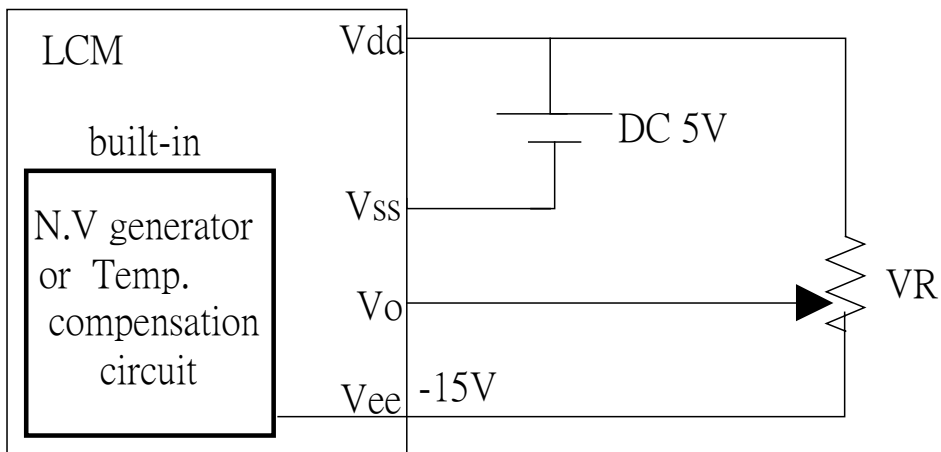 LCM
Vdd
built-in
DC 5V
Vss
N.V generator
or Temp.
compensation
circuit
VR
Vo
Vee
-15V